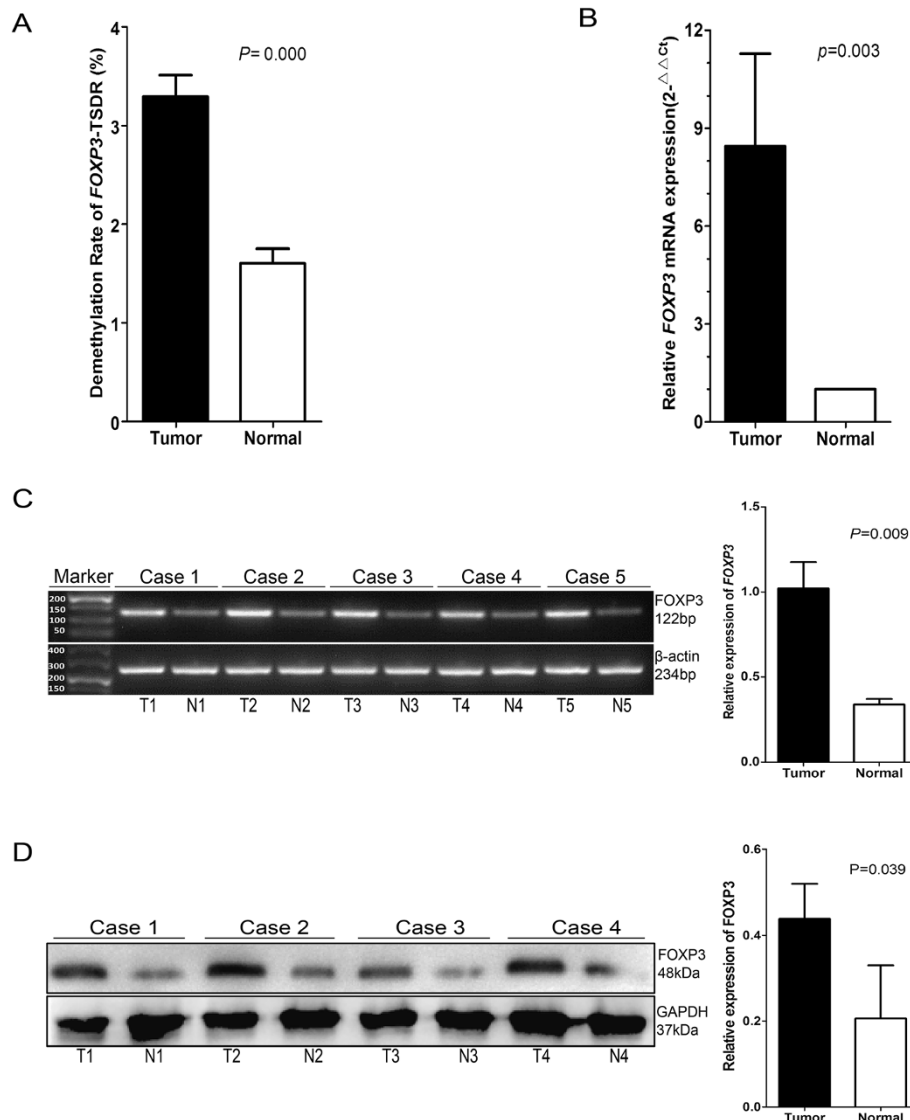 A
Demethylation Rate of FOXP3-TSDR (%)
4
3
2
1
0
P= 0.000
Tumor Normal
B
Relative FOXP3 mRNA expression(2-△△Ct)
12
9
6
3
0
p=0.003
Tumor Normal
C
Marker Case 1 Case 2 Case 3 Case 4 Case 5
200
150
100
50
FOXP3
122bp
400
300
200
150
β-actin
234bp
T1 N1 T2 N2 T3 N3 T4 N4 T5 N5
Relative expression of FOXP3
1.5
1.0
0.5
0.0
P=0.009
Tumor Normal
D
Case 1 Case 2 Case 3 Case 4
FOXP3
48kDa
GAPDH
37kDa
T1 N1 T2 N2 T3 N3 T4 N4
Relative expression of FOXP3
0.6
0.4
0.2
0.0
P=0.039
Tumor Normal